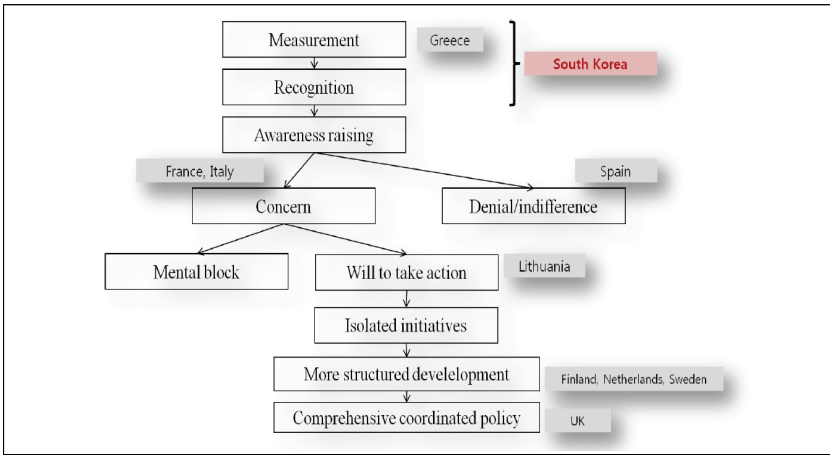 Measurement
Greece
South Korea
Recognition
Awareness raising
France, Italy
Spain
Concern
Denial/indifference
Mental block
Will to take action
Lithuania
Isolated initiatives
More structured develelopment
Finland, Netherlands, Sweden
Comprehensive coordinated policy
UK